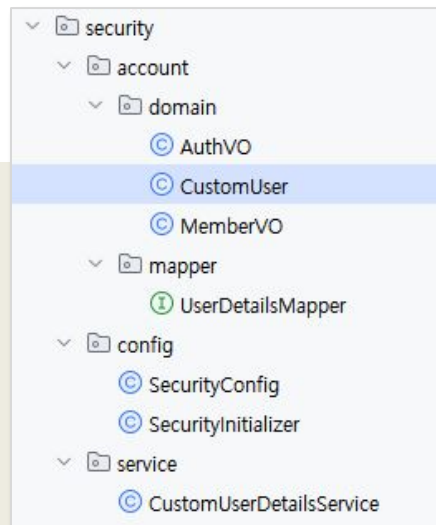 security
account
domain
AuthVO
CustomUser
MemberVO
mapper
UserDetailsMapper
config
SecurityConfig
SecurityInitializer
service
CustomUserDetailsService